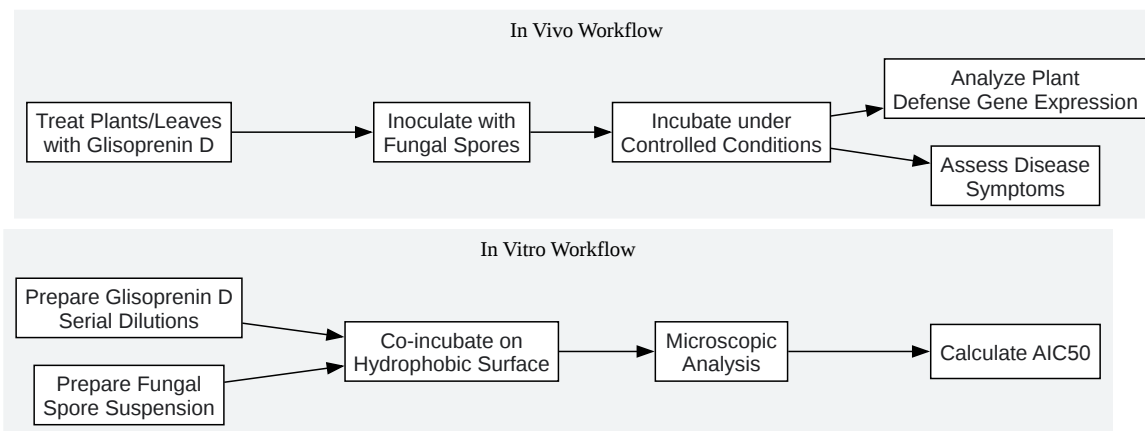 In Vivo Workflow
Treat Plants/Leaves
with Glisoprenin D
Inoculate with
Fungal Spores
Incubate under
Controlled Conditions
Analyze Plant
Defense Gene Expression
Assess Disease
Symptoms
In Vitro Workflow
Prepare Glisoprenin D
Serial Dilutions
Prepare Fungal
Spore Suspension
Co-incubate on
Hydrophobic Surface
Microscopic
Analysis
Calculate AIC50